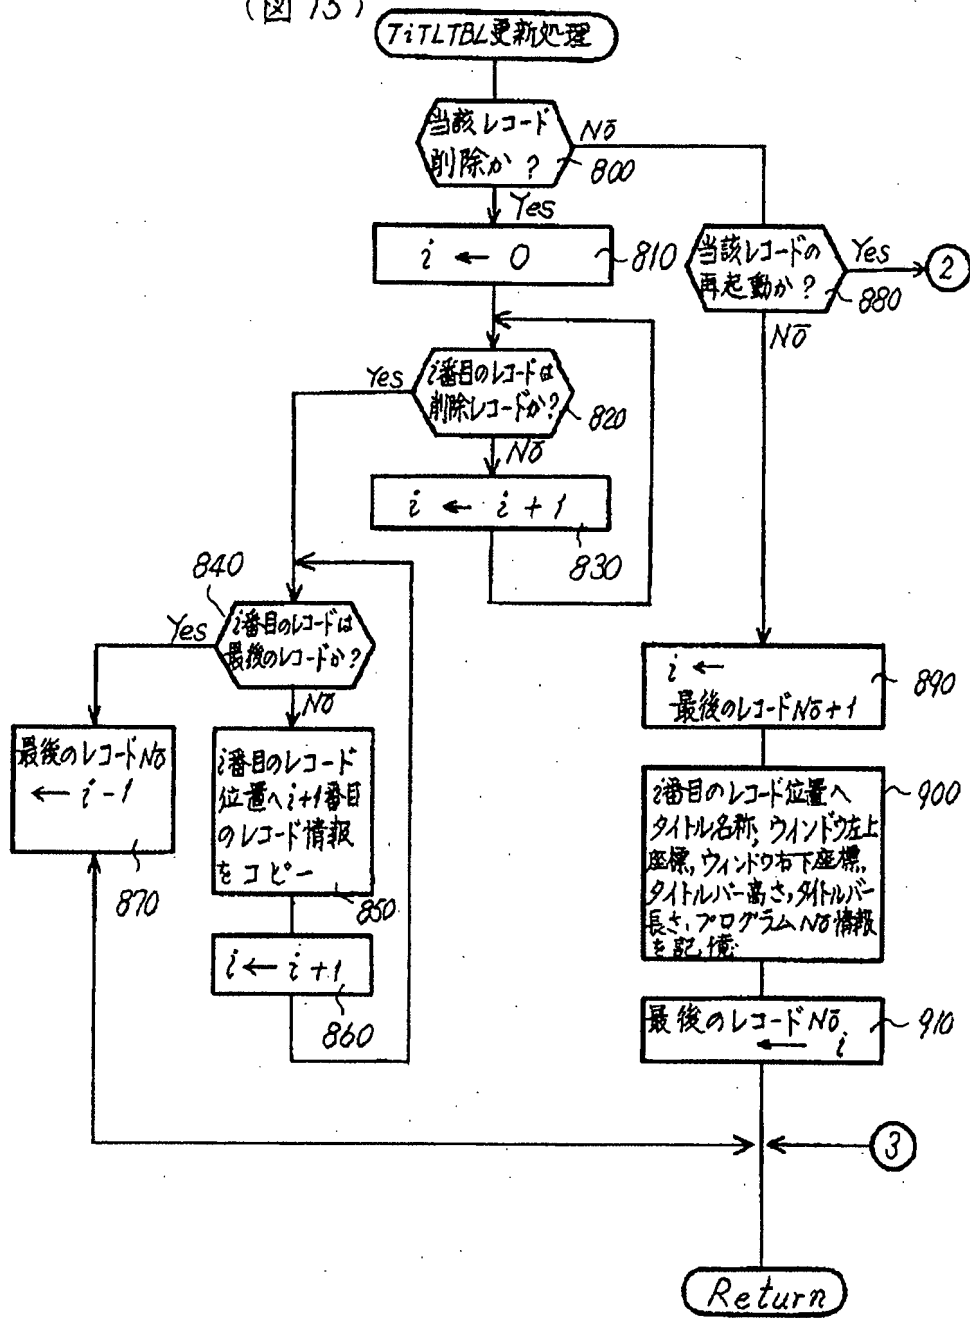 (図 13)
TiTLTBL更新処理
当該レコード
削除か ?
No
800
Yes
i ← 0
810
当該レコードの
再起動か?
Yes
2
880
No
i番目のレコードは
削除レコードか?
Yes
820
No
i ← i + 1
830
840
i番目のレコードは
最後のレコードか?
Yes
No
i ←
最後のレコードNo+1
890
最後のレコードNo
← i - 1
870
i番目のレコード
位置へi+1番目
のレコード情報
をコピー
850
i番目のレコード位置へ
タイトル名称, ウインドウ左上
座標, ウィンドウ右下座標,
タイトルバー高さ, タイトルバー
長さ, プログラムNo情報
を記憶
900
i ← i + 1
860
最後のレコードNo
← i
910
3
Return